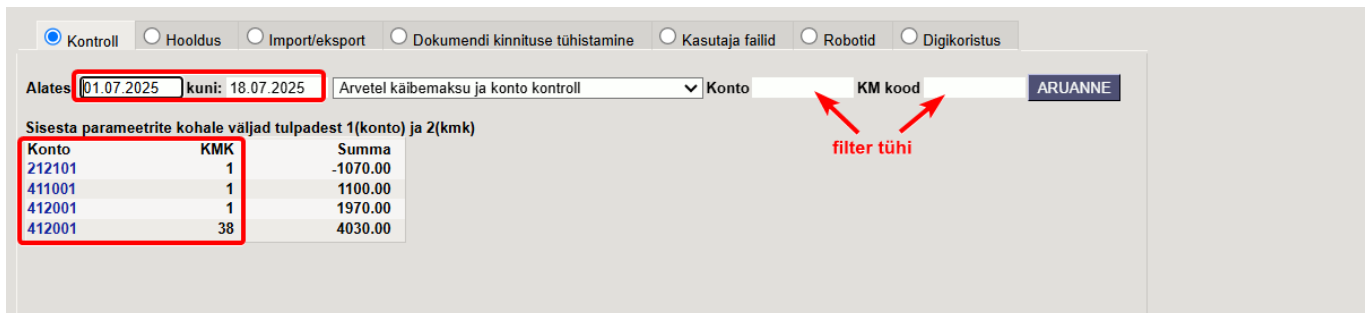 Kontroll Hooldus Import/eksport Dokumendi kinnituse tühistamine Kasutaja failid Robotid Digikoristus
Alates 01.07.2025 kuni: 18.07.2025 Arvetel käibemaksu ja konto kontroll Konto KM kood ARUANNE
Sisesta parameetrite kohale väljad tulpadest 1(konto) ja 2(kmk)
filter tühi
Konto KMK Summa
212101 1 -1070.00
411001 1 1100.00
412001 1 1970.00
412001 38 4030.00